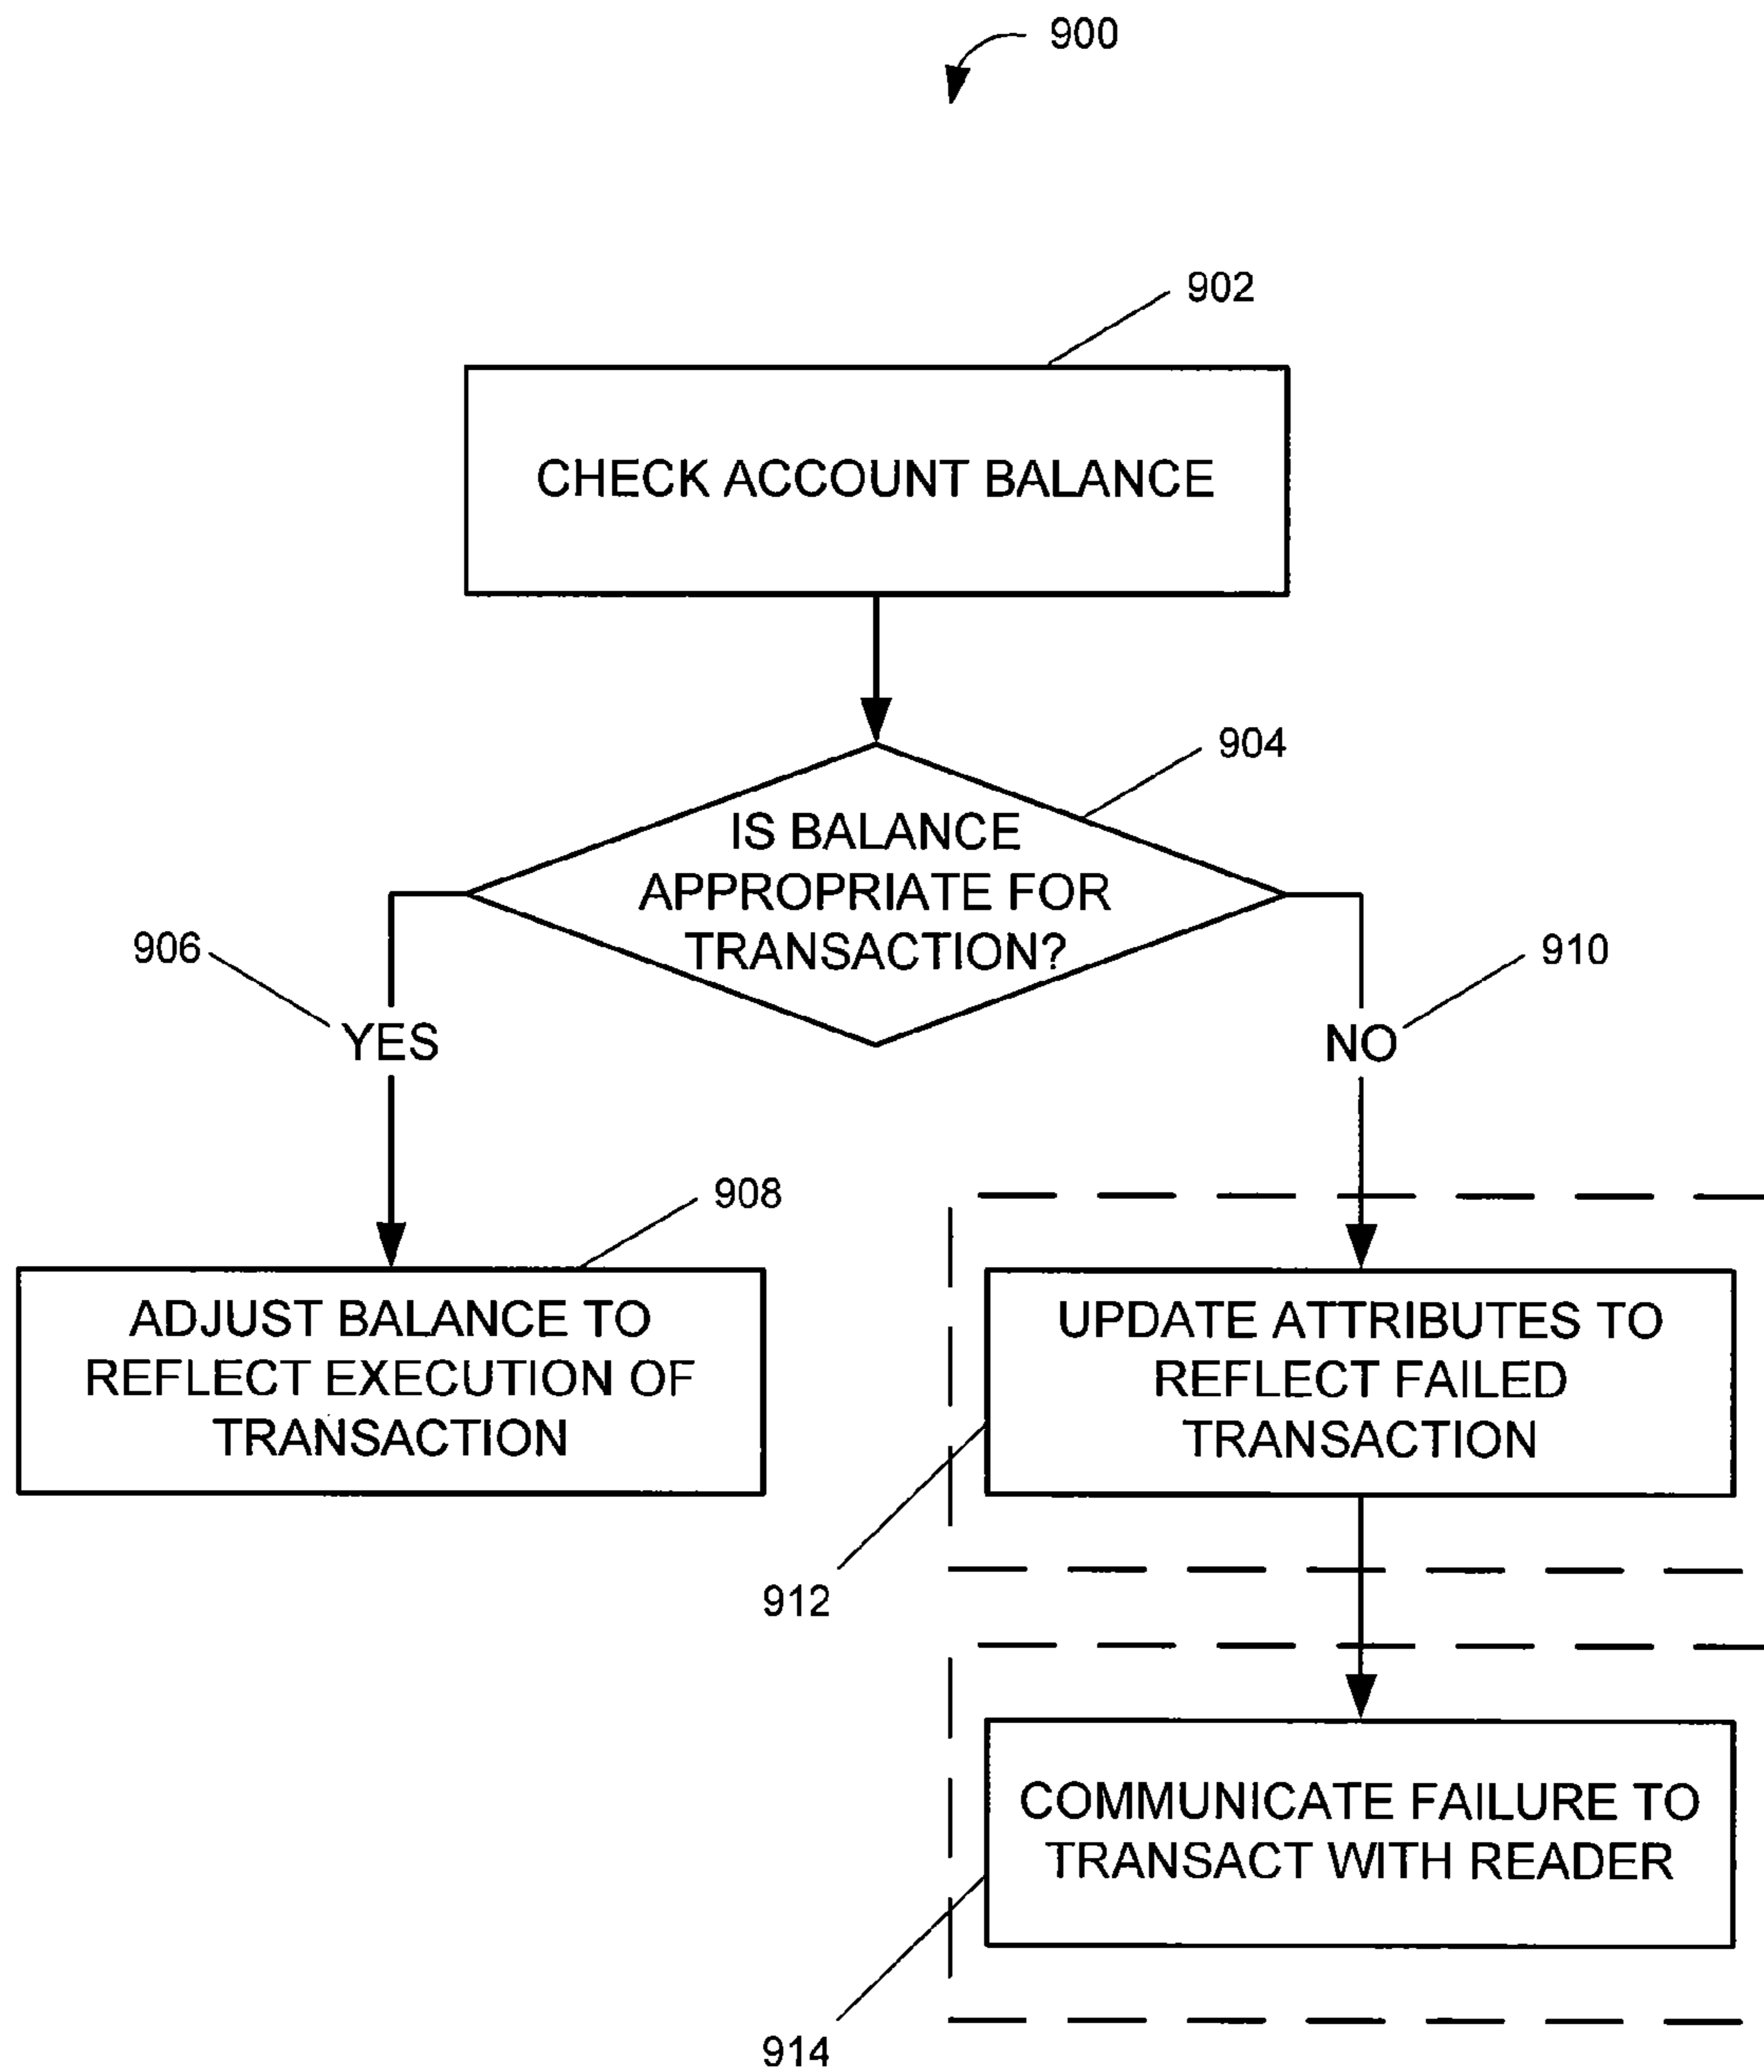 900
902
CHECK ACCOUNT BALANCE
904
IS BALANCE
APPROPRIATE FOR
TRANSACTION?
906
YES
910
NO
908
ADJUST BALANCE TO
REFLECT EXECUTION OF
TRANSACTION
UPDATE ATTRIBUTES TO
REFLECT FAILED
TRANSACTION
912
COMMUNICATE FAILURE TO
TRANSACT WITH READER
914